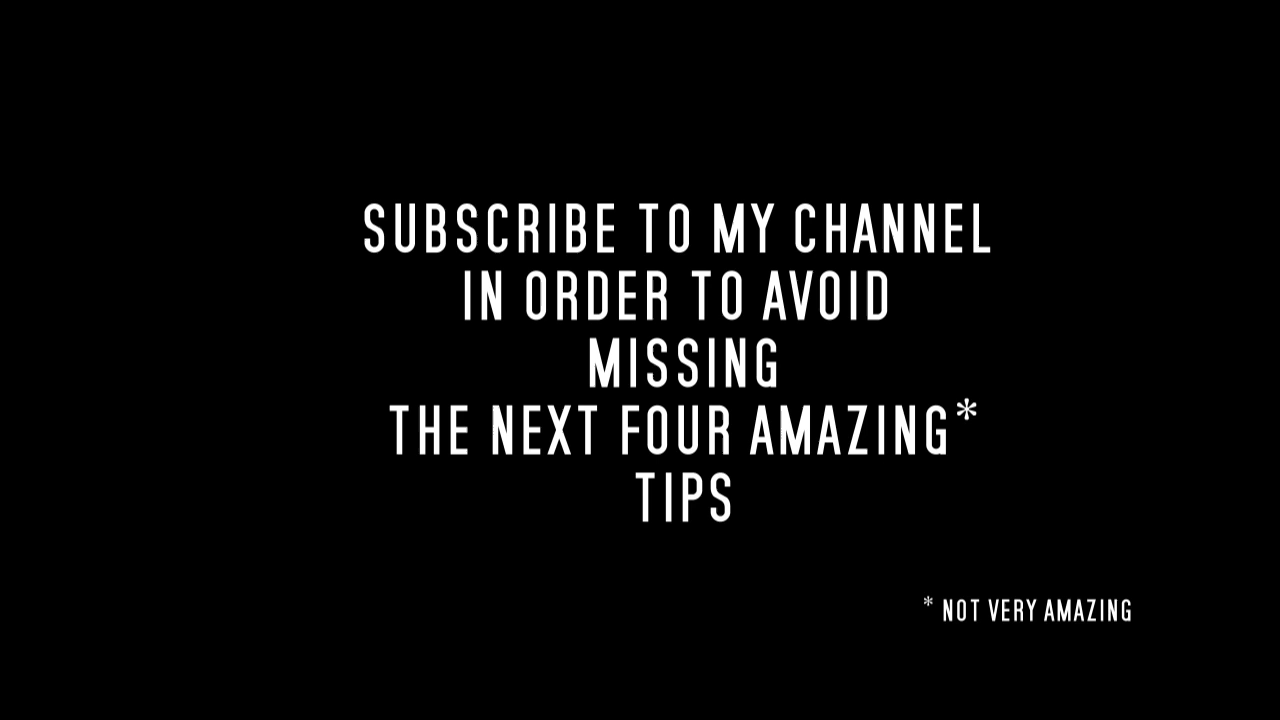 SUBSCRIBE TO MY CHANNEL
IN ORDER TO AVOID
MISSING
THE NEXT FOUR AMAZING*
TIPS
* NOT VERY AMAZING